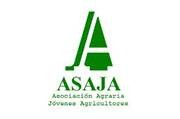 ASAJA
Asociación Agraria
Jóvenes Agricultores